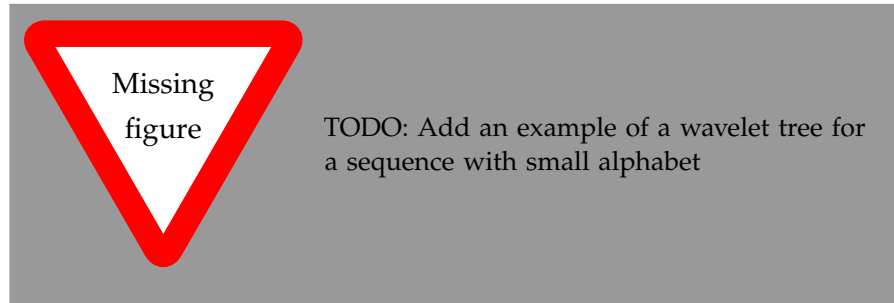 Missing
figure
TODO: Add an example of a wavelet tree for
a sequence with small alphabet